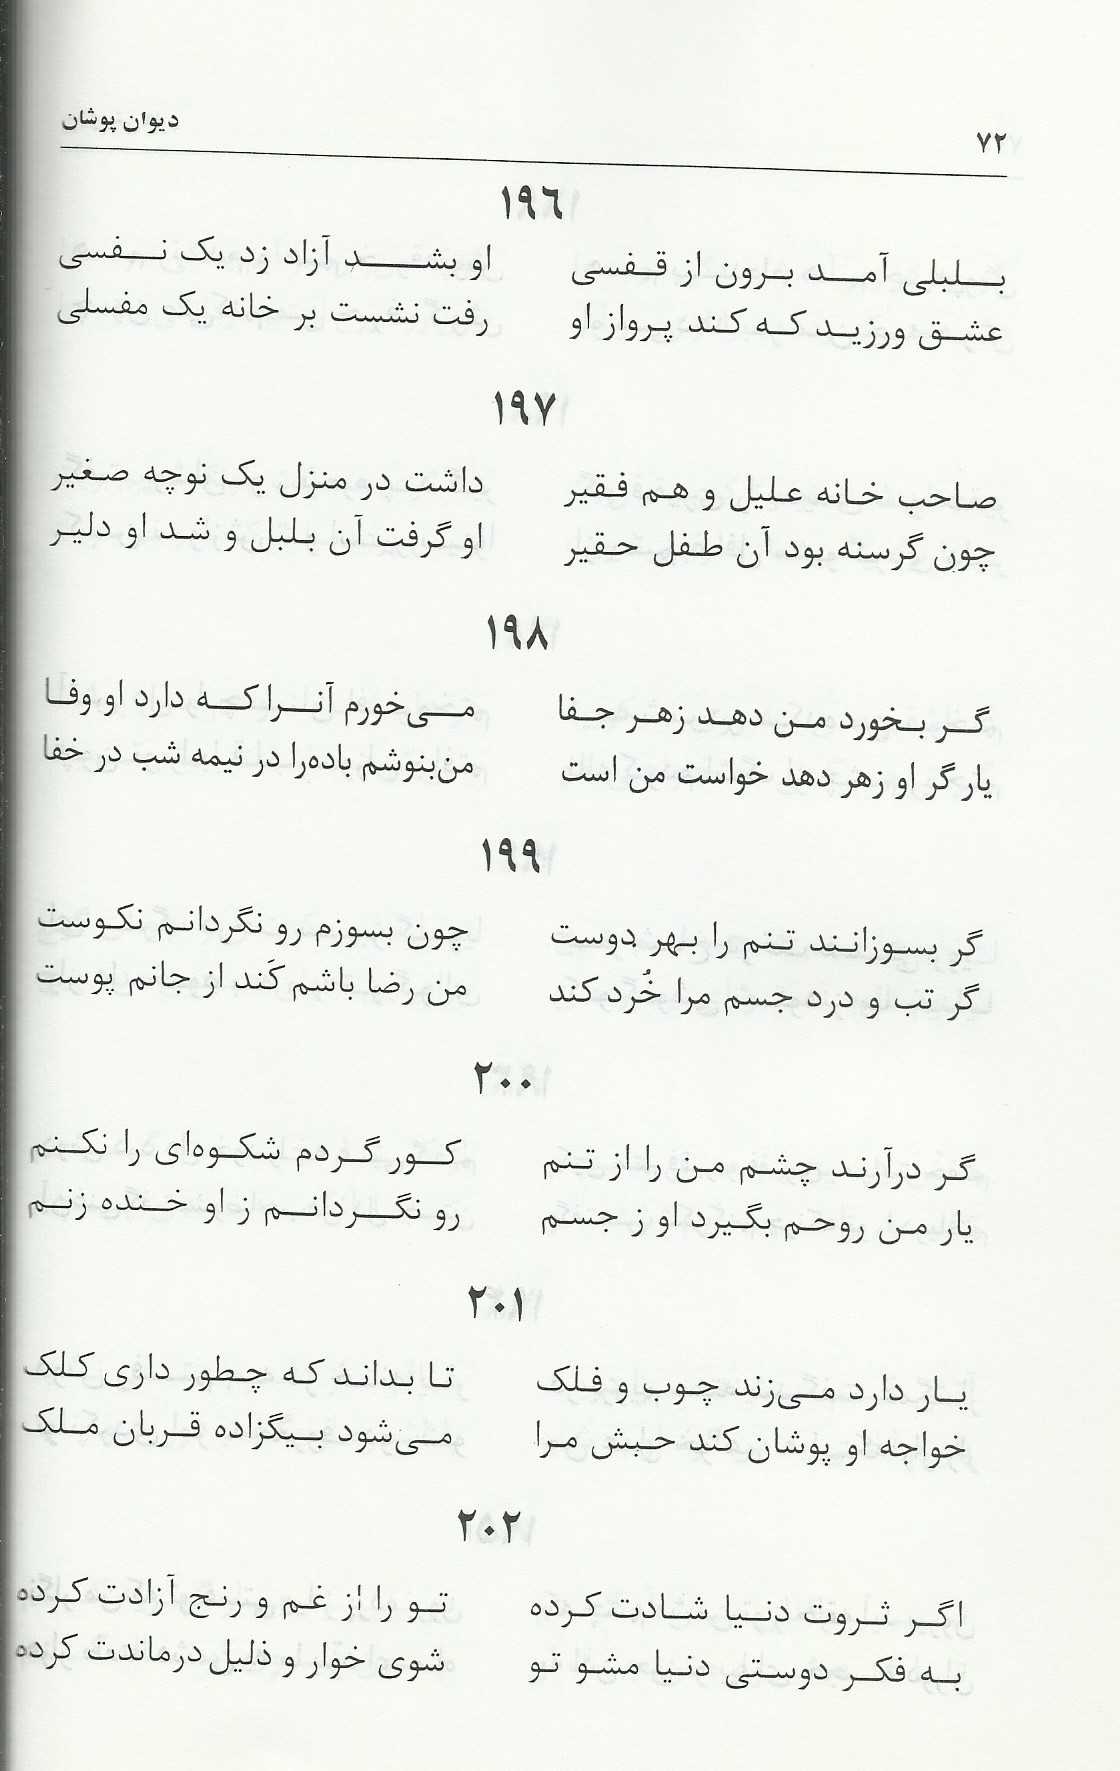 ۷۲ دیوان پوشان
۱۹۶
بلبلی آمد برون از قفسی او بشد آزاد زد یک نفسی
عشق ورزید که کند پرواز او رفت نشست بر خانه یک مفسلی
۱۹۷
صاحب خانه علیل و هم فقیر داشت در منزل یک نوچه صغیر
چون گرسنه بود آن طفل حقیر او گرفت آن بلبل و شد او دلیر
۱۹۸
گر بخورد من دهد زهر جفا می‌خورم آنرا که دارد او وفا
یار گر او زهر دهد خواست من است من‌بنوشم باده‌را در نیمه شب در خفا
۱۹۹
گر بسوزانند تنم را بهر دوست چون بسوزم رو نگردانم نکوست
گر تب و درد جسم مرا خُرد کند من رضا باشم کَند از جانم پوست
۲۰۰
گر درآرند چشم من را از تنم کور گردم شکوه‌ای را نکنم
یار من روحم بگیرد او ز جسم رو نگردانم ز او خنده زنم
۲۰۱
یار دارد می‌زند چوب و فلک تا بداند که چطور داری کلک
خواجه او پوشان کند حبش مرا می‌شود بیگزاده قربان ملک
۲۰۲
اگر ثروت دنیا شادت کرده تو را از غم و رنج آزادت کرده
به فکر دوستی دنیا مشو تو شوی خوار و ذلیل درماندت کرده